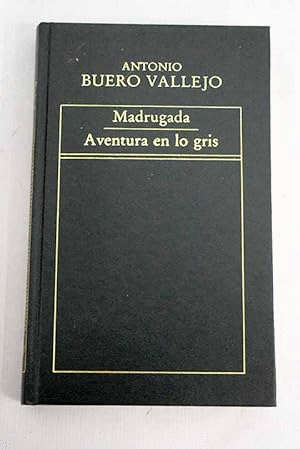 ANTONIO
BUERO VALLEJO
Madrugada
Aventura en lo gris